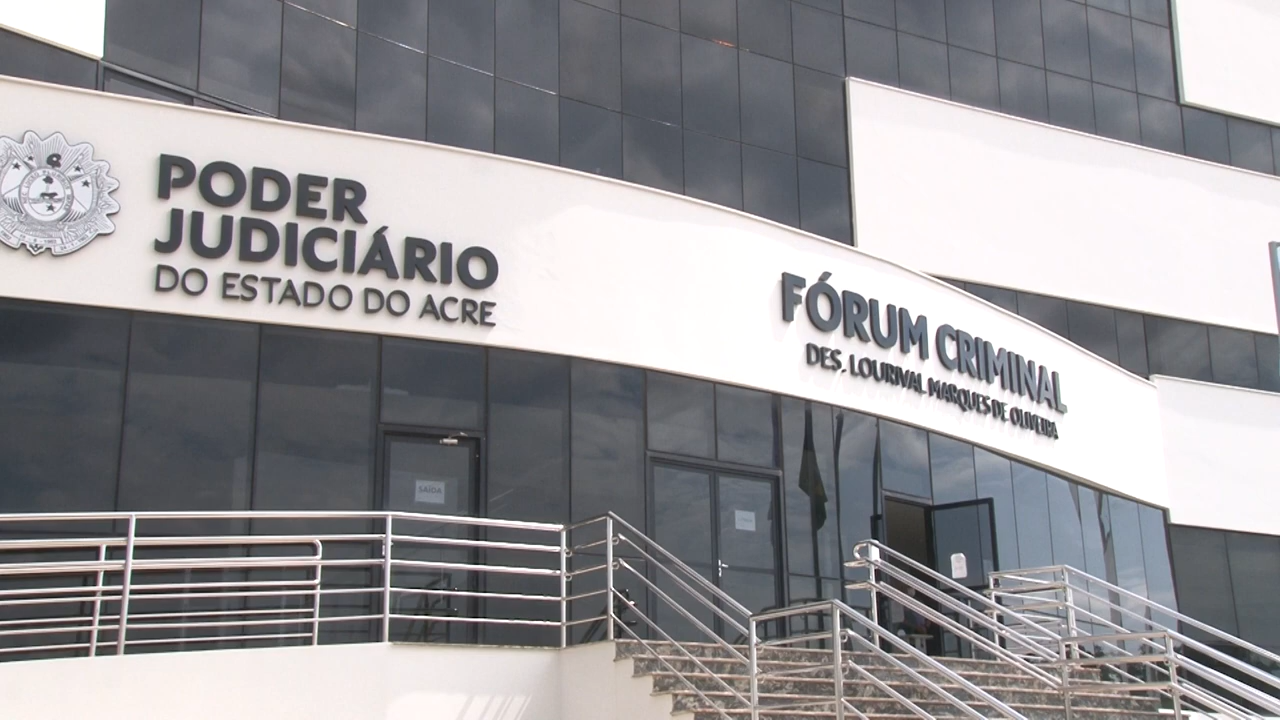 PODER
JUDICIÁRIO
DO ESTADO DO ACRE
FÓRUM CRIMINAL
DES. LOURIVAL MARQUES DE OLIVEIRA
SAÍDA